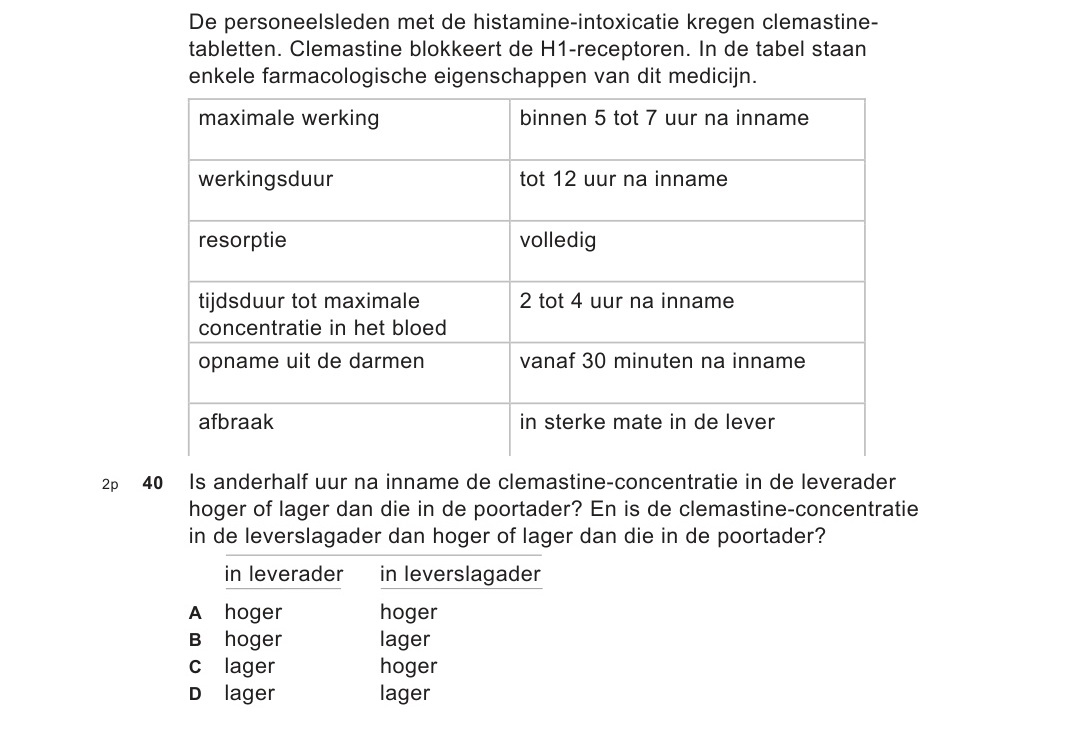 De personeelsleden met de histamine-intoxicatie kregen clemastine-
tabletten. Clemastine blokkeert de H1-receptoren. In de tabel staan
enkele farmacologische eigenschappen van dit medicijn.
maximale werking binnen 5 tot 7 uur na inname
werkingsduur tot 12 uur na inname
resorptie volledig
tijdsduur tot maximale 2 tot 4 uur na inname
concentratie in het bloed
opname uit de darmen vanaf 30 minuten na inname
afbraak in sterke mate in de lever
2p 40 Is anderhalf uur na inname de clemastine-concentratie in de leverader
hoger of lager dan die in de poortader? En is de clemastine-concentratie
in de leverslagader dan hoger of lager dan die in de poortader?
in leverader in leverslagader
A hoger hoger
B hoger lager
C lager hoger
D lager lager